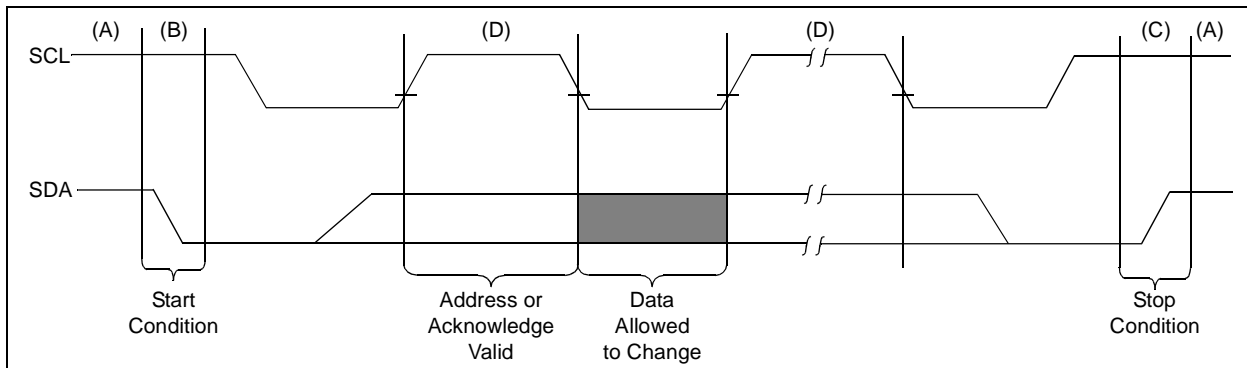 (A) (B) (D) (D) (C) (A)
SCL
SDA
Start
Condition
Address or
Acknowledge
Valid
Data
Allowed
to Change
Stop
Condition